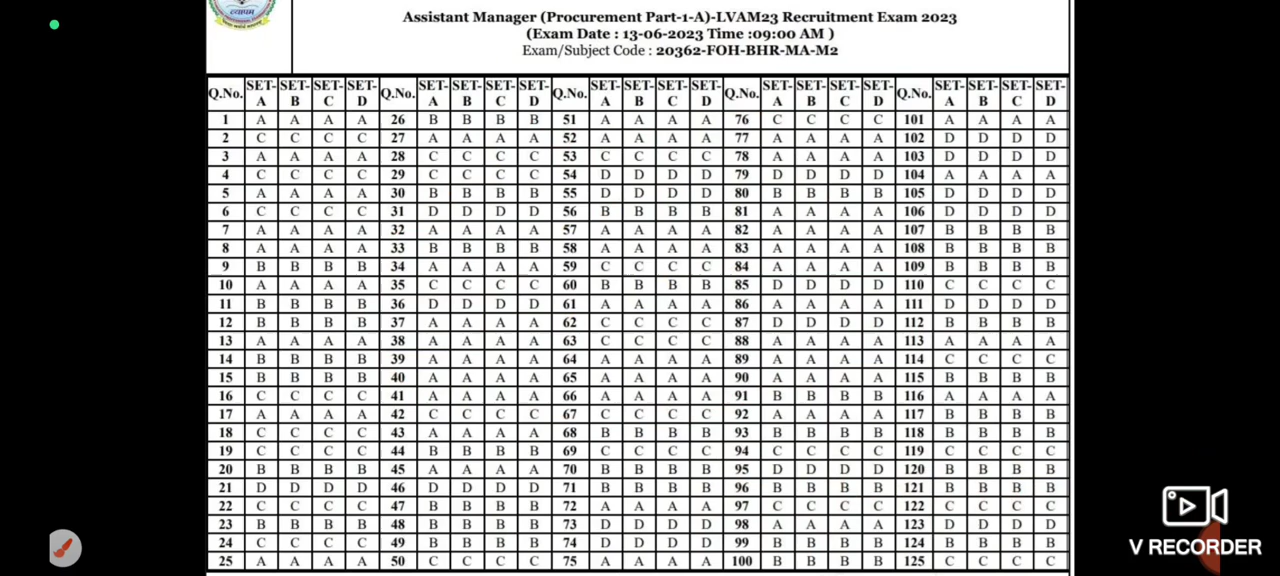 व्यापम
Assistant Manager (Procurement Part-1-A)-LVAM23 Recruitment Exam 2023
(Exam Date : 13-06-2023 Time :09:00 AM )
Exam/Subject Code : 20362-FOH-BHR-MA-M2
Q.No. SET-A SET-B SET-C SET-D Q.No. SET-A SET-B SET-C SET-D Q.No. SET-A SET-B SET-C SET-D Q.No. SET-A SET-B SET-C SET-D Q.No. SET-A SET-B SET-C SET-D
1 A A A A 26 B B B B 51 A A A A 76 C C C C 101 A A A A
2 C C C C 27 A A A A 52 A A A A 77 A A A A 102 D D D D
3 A A A A 28 C C C C 53 C C C C 78 A A A A 103 D D D D
4 C C C C 29 C C C C 54 D D D D 79 D D D D 104 A A A A
5 A A A A 30 B B B B 55 D D D D 80 B B B B 105 D D D D
6 C C C C 31 D D D D 56 B B B B 81 A A A A 106 D D D D
7 A A A A 32 A A A A 57 A A A A 82 A A A A 107 B B B B
8 A A A A 33 B B B B 58 A A A A 83 A A A A 108 B B B B
9 B B B B 34 A A A A 59 C C C C 84 A A A A 109 B B B B
10 A A A A 35 C C C C 60 B B B B 85 D D D D 110 C C C C
11 B B B B 36 D D D D 61 A A A A 86 A A A A 111 D D D D
12 B B B B 37 A A A A 62 C C C C 87 D D D D 112 B B B B
13 A A A A 38 A A A A 63 C C C C 88 A A A A 113 A A A A
14 B B B B 39 A A A A 64 A A A A 89 A A A A 114 C C C C
15 B B B B 40 A A A A 65 A A A A 90 A A A A 115 B B B B
16 C C C C 41 A A A A 66 A A A A 91 B B B B 116 A A A A
17 A A A A 42 C C C C 67 C C C C 92 A A A A 117 B B B B
18 C C C C 43 A A A A 68 B B B B 93 B B B B 118 B B B B
19 C C C C 44 B B B B 69 C C C C 94 C C C C 119 C C C C
20 B B B B 45 A A A A 70 B B B B 95 D D D D 120 B B B B
21 D D D D 46 D D D D 71 B B B B 96 B B B B 121 B B B B
22 C C C C 47 B B B B 72 A A A A 97 C C C C 122 C C C C
23 B B B B 48 B B B B 73 D D D D 98 A A A A 123 D D D D
24 C C C C 49 B B B B 74 D D D D 99 B B B B 124 B B B B
25 A A A A 50 C C C C 75 A A A A 100 B B B B 125 C C C C
V RECORDER